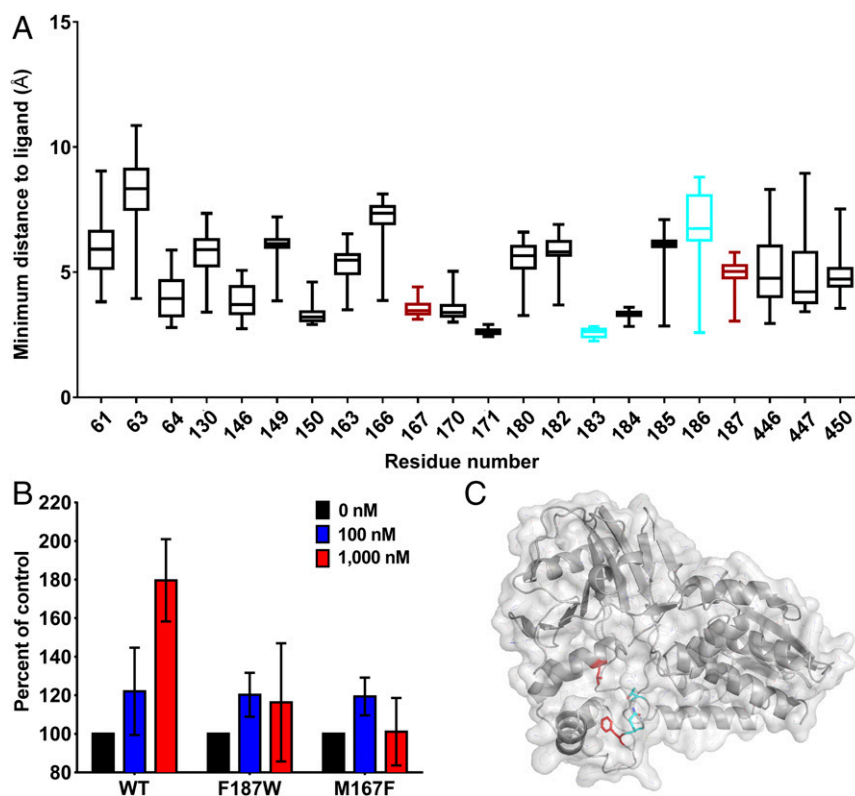 A
Minimum distance to ligand (Å)
15
10
5
0
61 63 64 130 146 149 150 163 166 167 170 171 180 182 183 184 185 186 187 446 447 450
Residue number
B
Percent of control
220
200
180
160
140
120
100
80
0 nM
100 nM
1,000 nM
WT F187W M167F
C